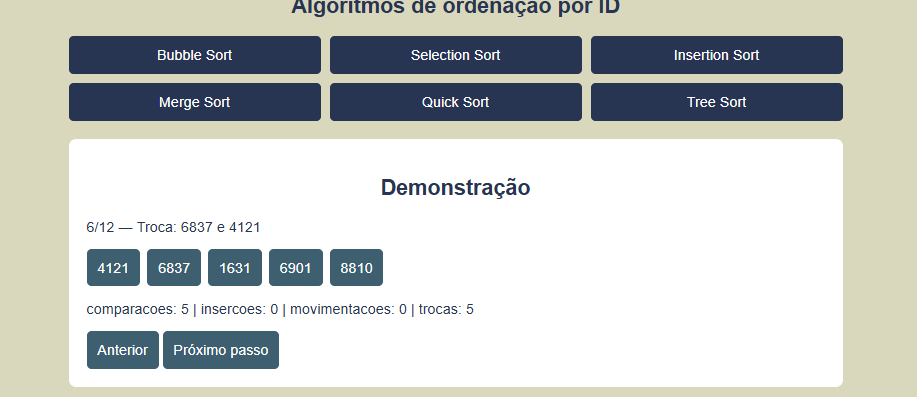 Algoritmos de ordenação por ID
Bubble Sort Selection Sort Insertion Sort
Merge Sort Quick Sort Tree Sort
Demonstração
6/12 — Troca: 6837 e 4121
4121 6837 1631 6901 8810
comparacoes: 5 | insercoes: 0 | movimentacoes: 0 | trocas: 5
Anterior Próximo passo